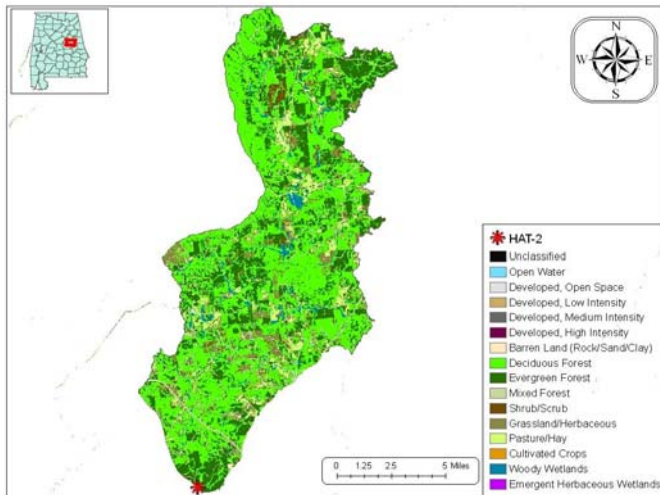 N
W E
S
HAT-2
Unclassified
Open Water
Developed, Open Space
Developed, Low Intensity
Developed, Medium Intensity
Developed, High Intensity
Barren Land (Rock/Sand/Clay)
Deciduous Forest
Evergreen Forest
Mixed Forest
Shrub/Scrub
Grassland/Herbaceous
Pasture/Hay
Cultivated Crops
Woody Wetlands
Emergent Herbaceous Wetlands
0 1.25 2.5 5 Miles